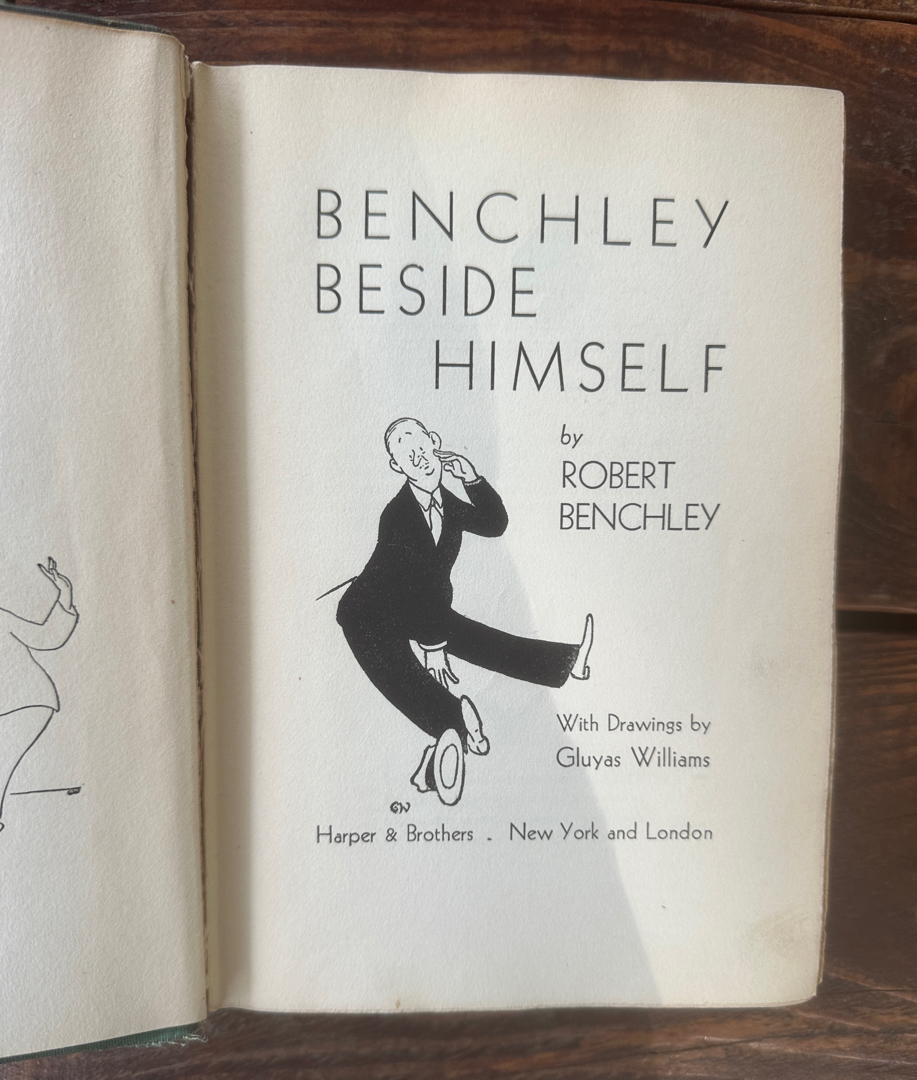 BENCHLEY
BESIDE
HIMSELF
by
ROBERT
BENCHLEY
With Drawings by
Gluyas Williams
GW
Harper & Brothers . New York and London